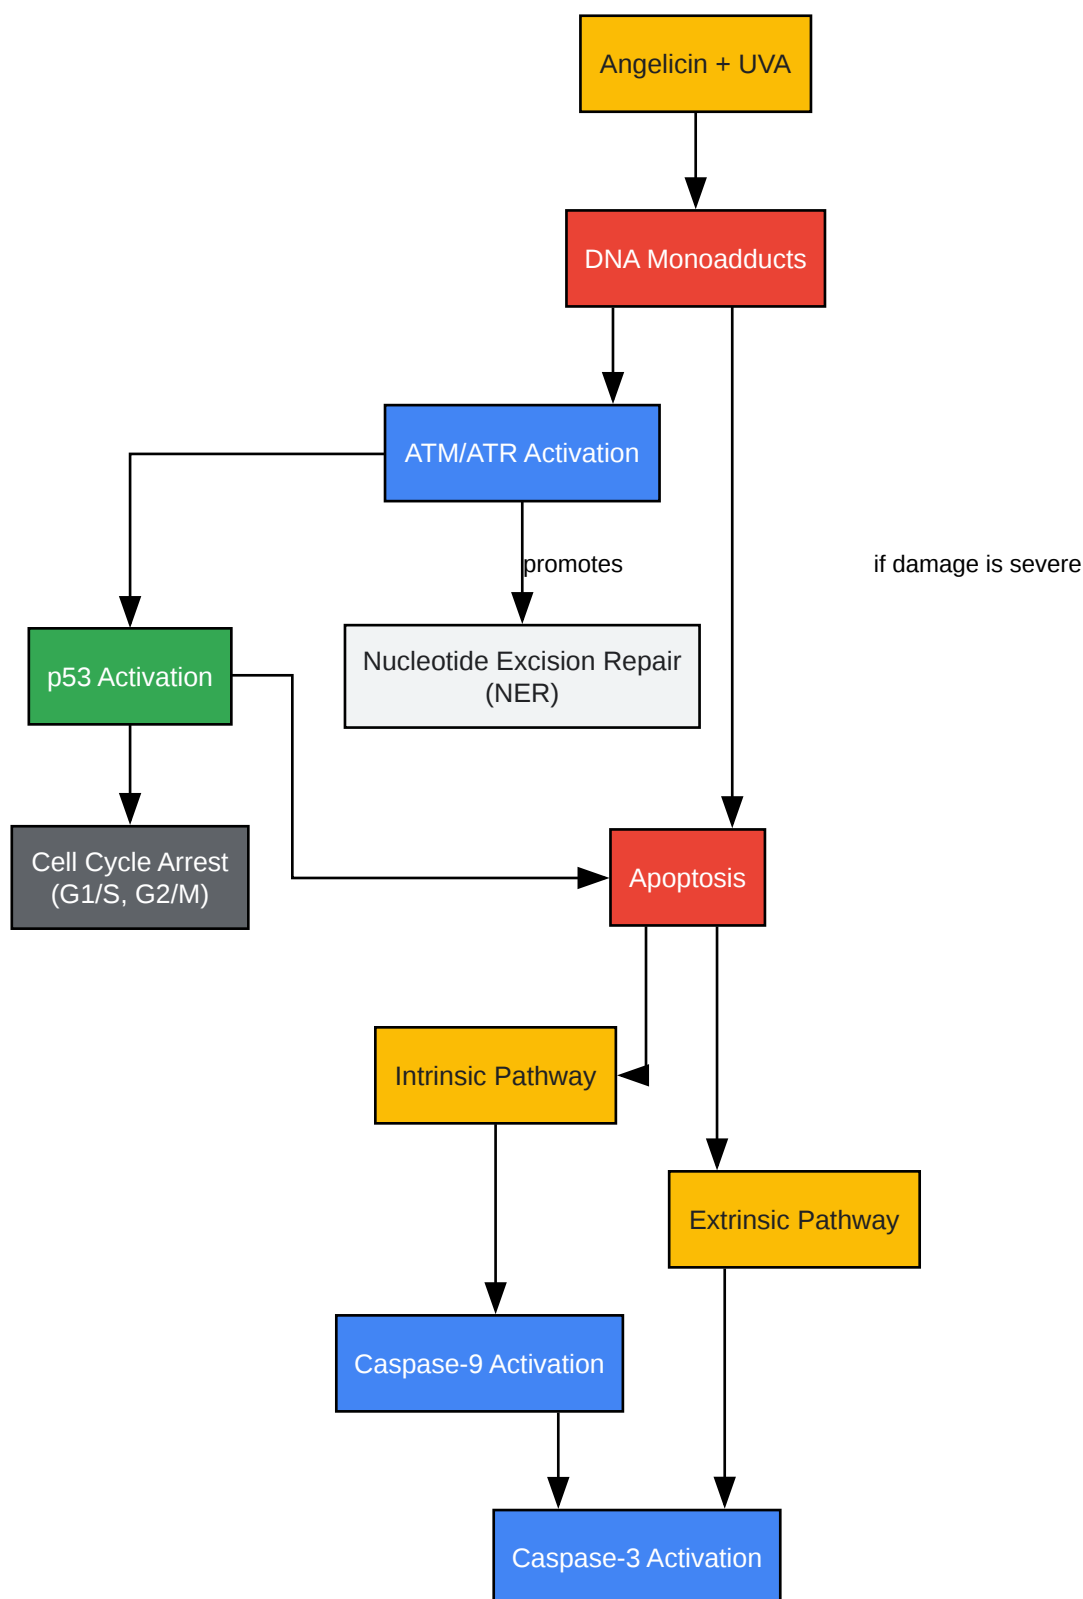 Angelicin + UVA
DNA Monoadducts
ATM/ATR Activation
promotes
if damage is severe
p53 Activation
Nucleotide Excision Repair
(NER)
Cell Cycle Arrest
(G1/S, G2/M)
Apoptosis
Intrinsic Pathway
Extrinsic Pathway
Caspase-9 Activation
Caspase-3 Activation